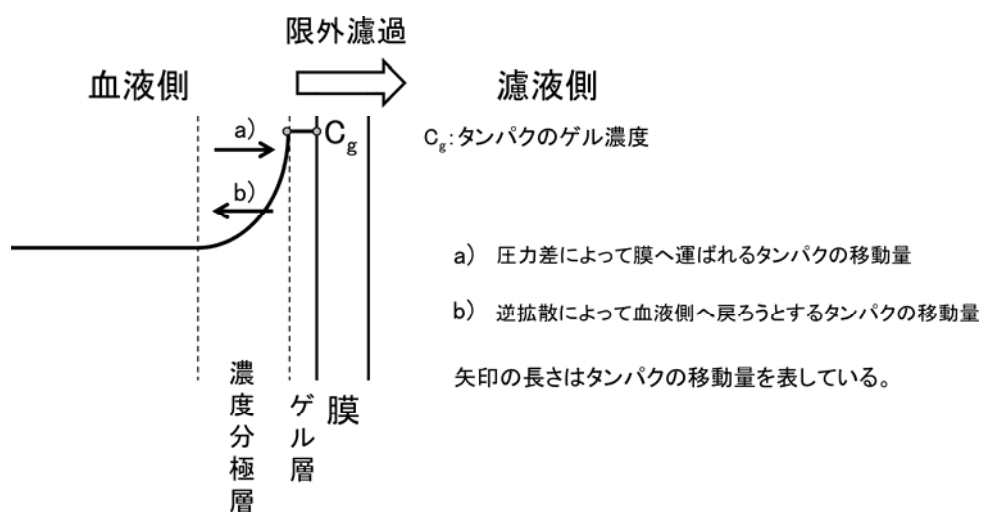 限外濾過
血液側
濾液側
a)
Cg
Cg:タンパクのゲル濃度
b)
a) 圧力差によって膜へ運ばれるタンパクの移動量
b) 逆拡散によって血液側へ戻ろうとするタンパクの移動量
矢印の長さはタンパクの移動量を表している。
濃度分極層
ゲル層
膜